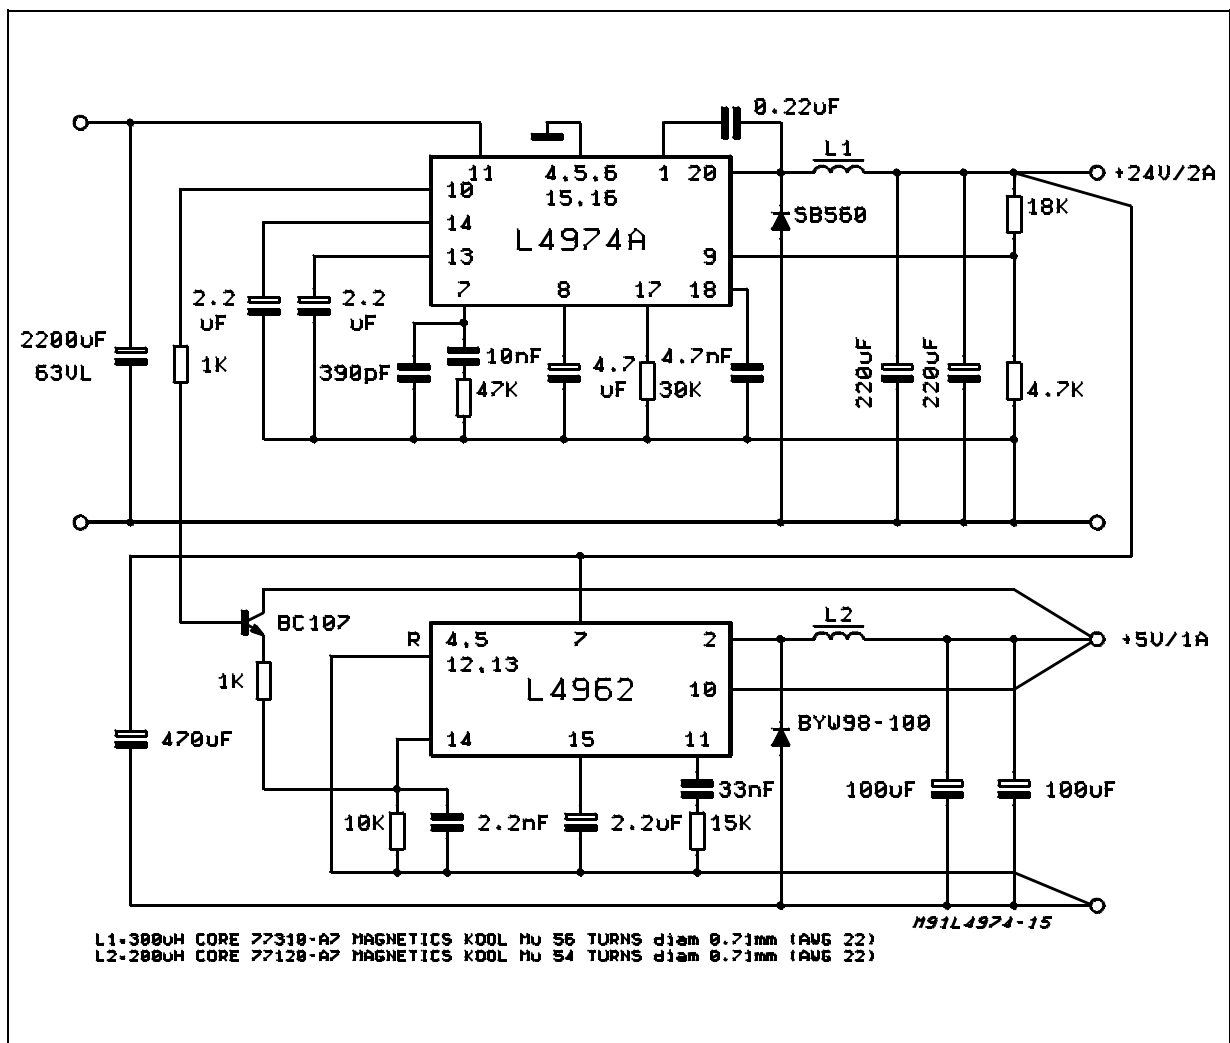 0.22uF
L1
11
4.5.6
1
20
+24V/2A
10
15.16
18K
SB560
14
L4974A
13
9
7
8
17
18
2.2
uF
2.2
uF
2200uF
63VL
1K
390pF
10nF
47K
4.7
uF
30K
4.7nF
220uF
220uF
4.7K
BC107
L2
R
4,5
7
2
+5V/1A
12,13
L4962
10
1K
BYW98-100
470uF
14
15
11
33nF
100uF
100uF
10K
2.2nF
2.2uF
15K
M91L4974-15
L1=300uH CORE 77310-A7 MAGNETICS KOOL Mu 56 TURNS diam 0.71mm (AWG 22)
L2=200uH CORE 77120-A7 MAGNETICS KOOL Mu 54 TURNS diam 0.71mm (AWG 22)